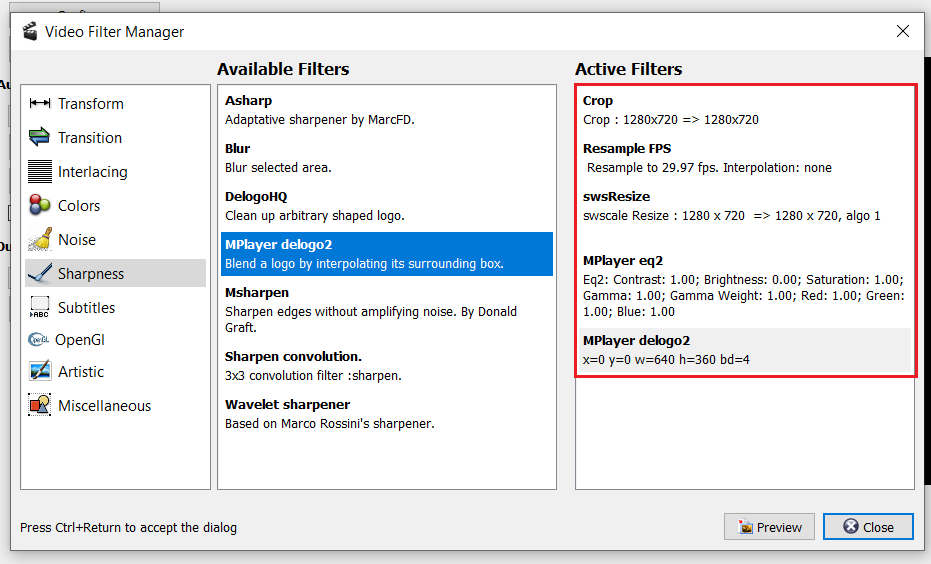 Video Filter Manager
Available Filters
Active Filters
Transform
Transition
Interlacing
Colors
Noise
Sharpness
ABC
Subtitles
OpenGL
OpenGl
Artistic
Miscellaneous
Asharp
Adaptative sharpener by MarcFD.
Blur
Blur selected area.
DelogoHQ
Clean up arbitrary shaped logo.
MPlayer delogo2
Blend a logo by interpolating its surrounding box.
Msharpen
Sharpen edges without amplifying noise. By Donald
Graft.
Sharpen convolution.
3x3 convolution filter :sharpen.
Wavelet sharpener
Based on Marco Rossini's sharpener.
Crop
Crop : 1280x720 => 1280x720
Resample FPS
Resample to 29.97 fps. Interpolation: none
swsResize
swscale Resize : 1280 x 720  => 1280 x 720, algo 1
MPlayer eq2
Eq2: Contrast: 1.00; Brightness: 0.00; Saturation: 1.00;
Gamma: 1.00; Gamma Weight: 1.00; Red: 1.00; Green:
1.00; Blue: 1.00
MPlayer delogo2
x=0 y=0 w=640 h=360 bd=4
Press Ctrl+Return to accept the dialog
Preview
Close